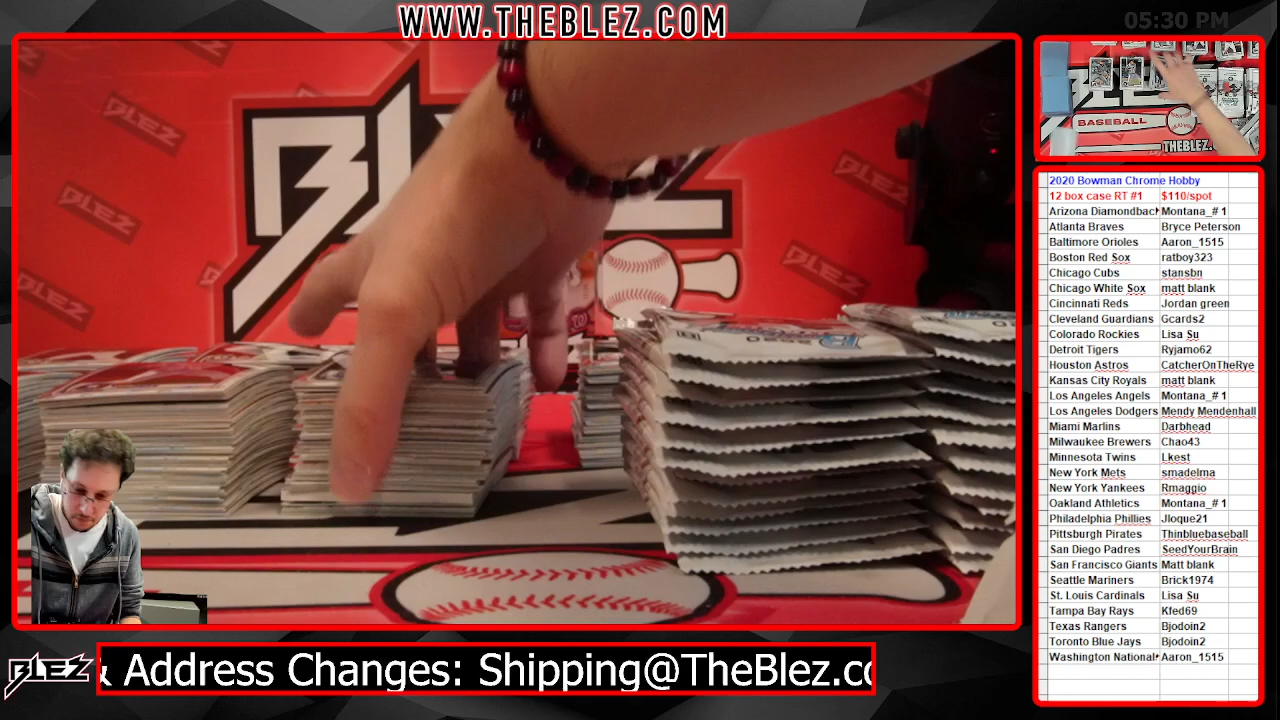 WWW.THEBLEZ.COM
05:30 PM
BLEZ
BLEZ
BLEZ
BLEZ
BASEBALL
THEBLEZ.
2020 Bowman Chrome Hobby
12 box case RT #1 $110/spot
Arizona Diamondbac Montana_# 1
Atlanta Braves Bryce Peterson
Baltimore Orioles Aaron_1515
Boston Red Sox ratboy323
Chicago Cubs stansbn
Chicago White Sox matt blank
Cincinnati Reds Jordan green
Cleveland Guardians Gcards2
Colorado Rockies Lisa Su
Detroit Tigers Ryjamo62
Houston Astros CatcherOnTheRye
Kansas City Royals matt blank
Los Angeles Angels Montana_# 1
Los Angeles Dodgers Mendy Mendenhall
Miami Marlins Darbhead
Milwaukee Brewers Chao43
Minnesota Twins Lkest
New York Mets smadelma
New York Yankees Rmaggio
Oakland Athletics Montana_# 1
Philadelphia Phillies Jloque21
Pittsburgh Pirates Thinbluebaseball
San Diego Padres SeedYourBrain
San Francisco Giants Matt blank
Seattle Mariners Brick1974
St. Louis Cardinals Lisa Su
Tampa Bay Rays Kfed69
Texas Rangers Bjodoin2
Toronto Blue Jays Bjodoin2
Washington National Aaron_1515
BLEZ
& Address Changes: Shipping@TheBlez.co